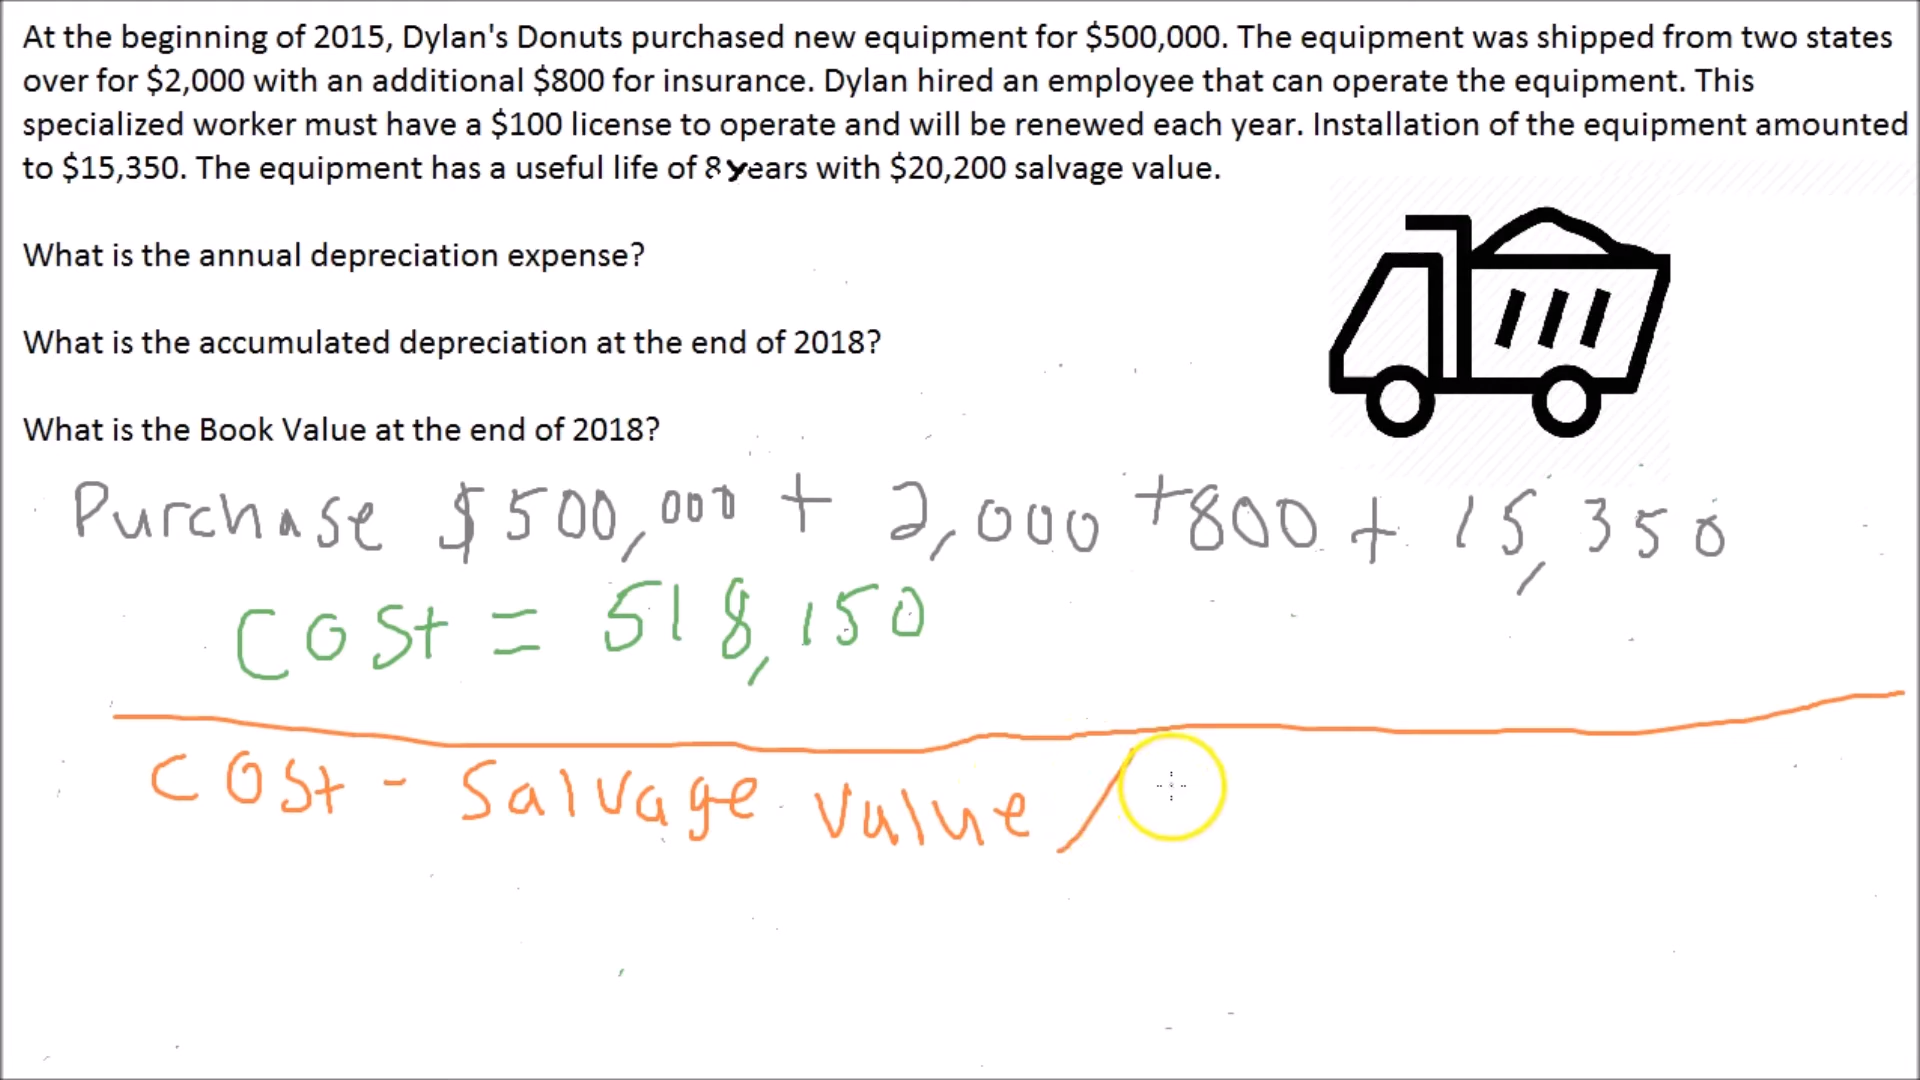 At the beginning of 2015, Dylan's Donuts purchased new equipment for $500,000. The equipment was shipped from two states
over for $2,000 with an additional $800 for insurance. Dylan hired an employee that can operate the equipment. This
specialized worker must have a $100 license to operate and will be renewed each year. Installation of the equipment amounted
to $15,350. The equipment has a useful life of 8 years with $20,200 salvage value.
What is the annual depreciation expense?
What is the accumulated depreciation at the end of 2018?
What is the Book Value at the end of 2018?
Purchase $500,000 + 2,000 +800 + 15,350
Cost = 518,150
Cost - Salvage Value /